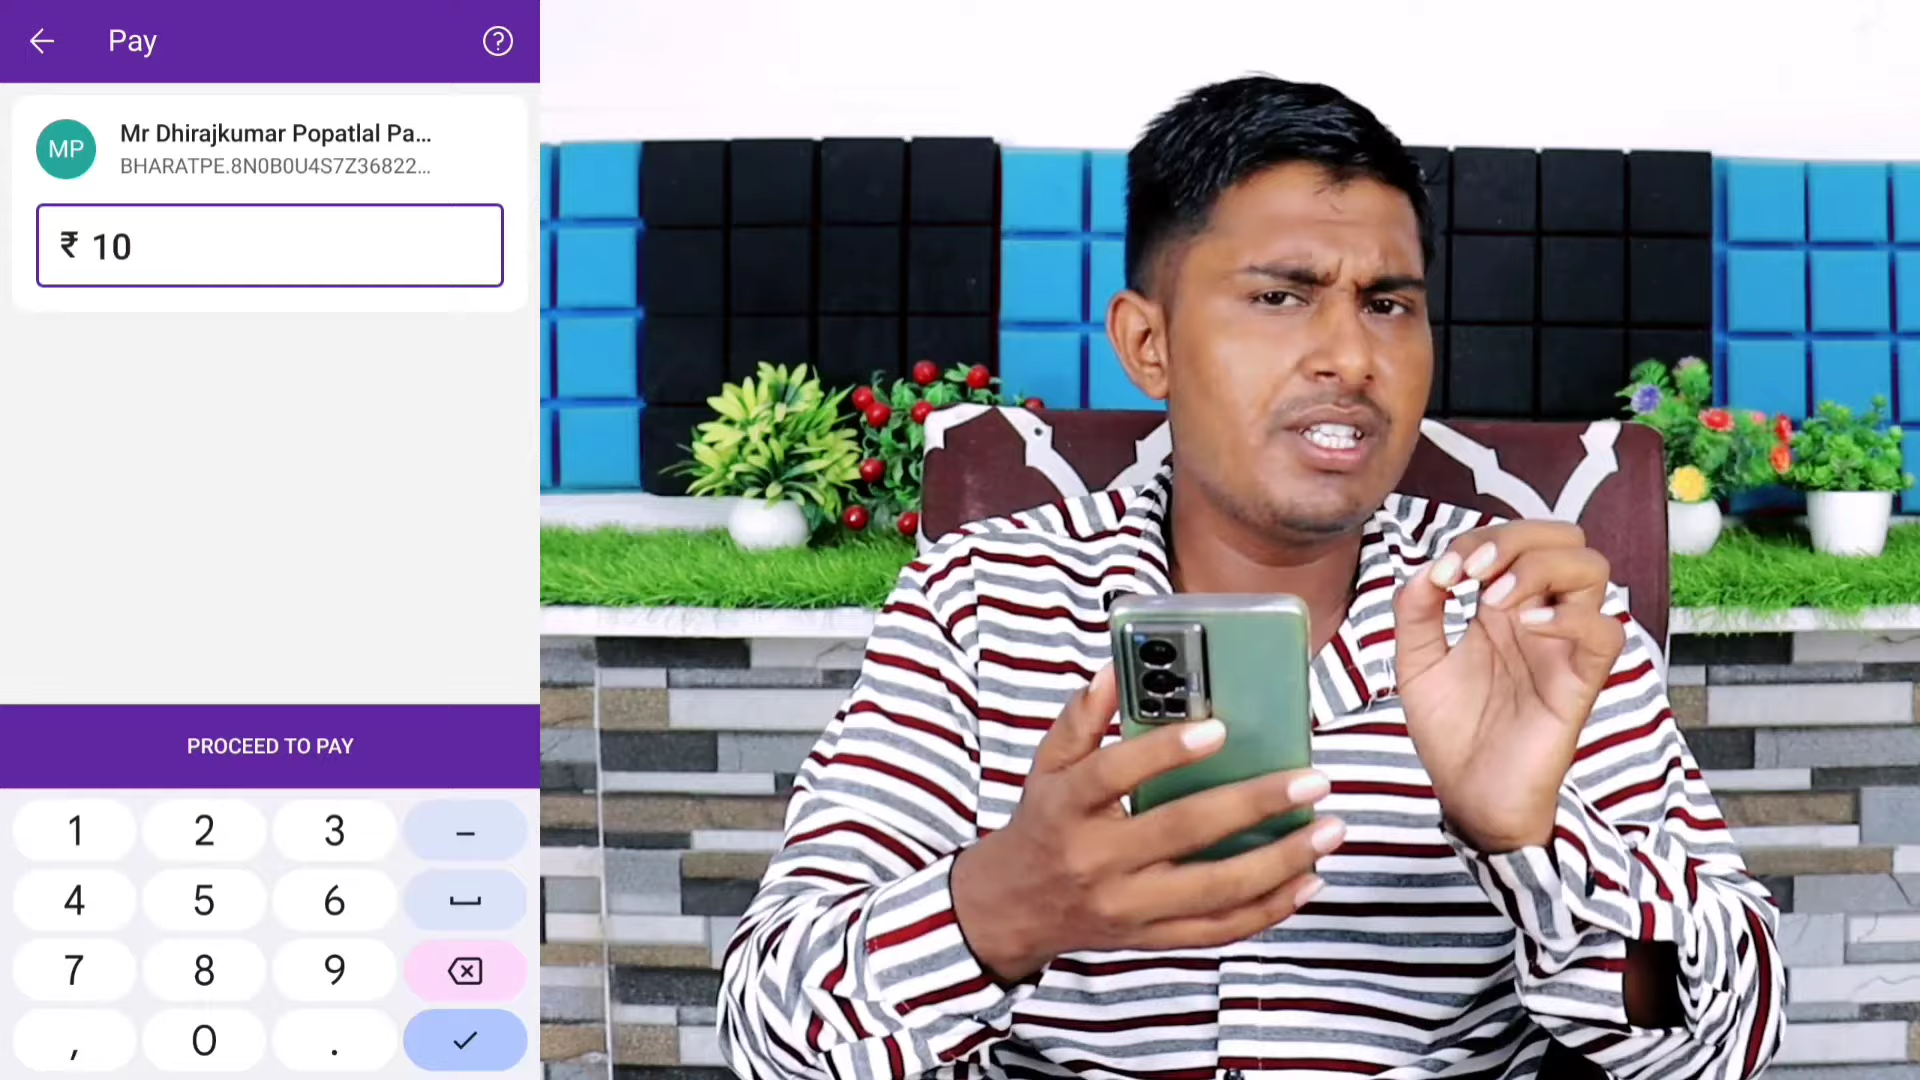 Pay
MP
Mr Dhirajkumar Popatlal Pa...
BHARATPE.8N0B0U4S7Z36822...
₹ 10
PROCEED TO PAY
1 2 3 –
4 5 6
7 8 9
, 0 .